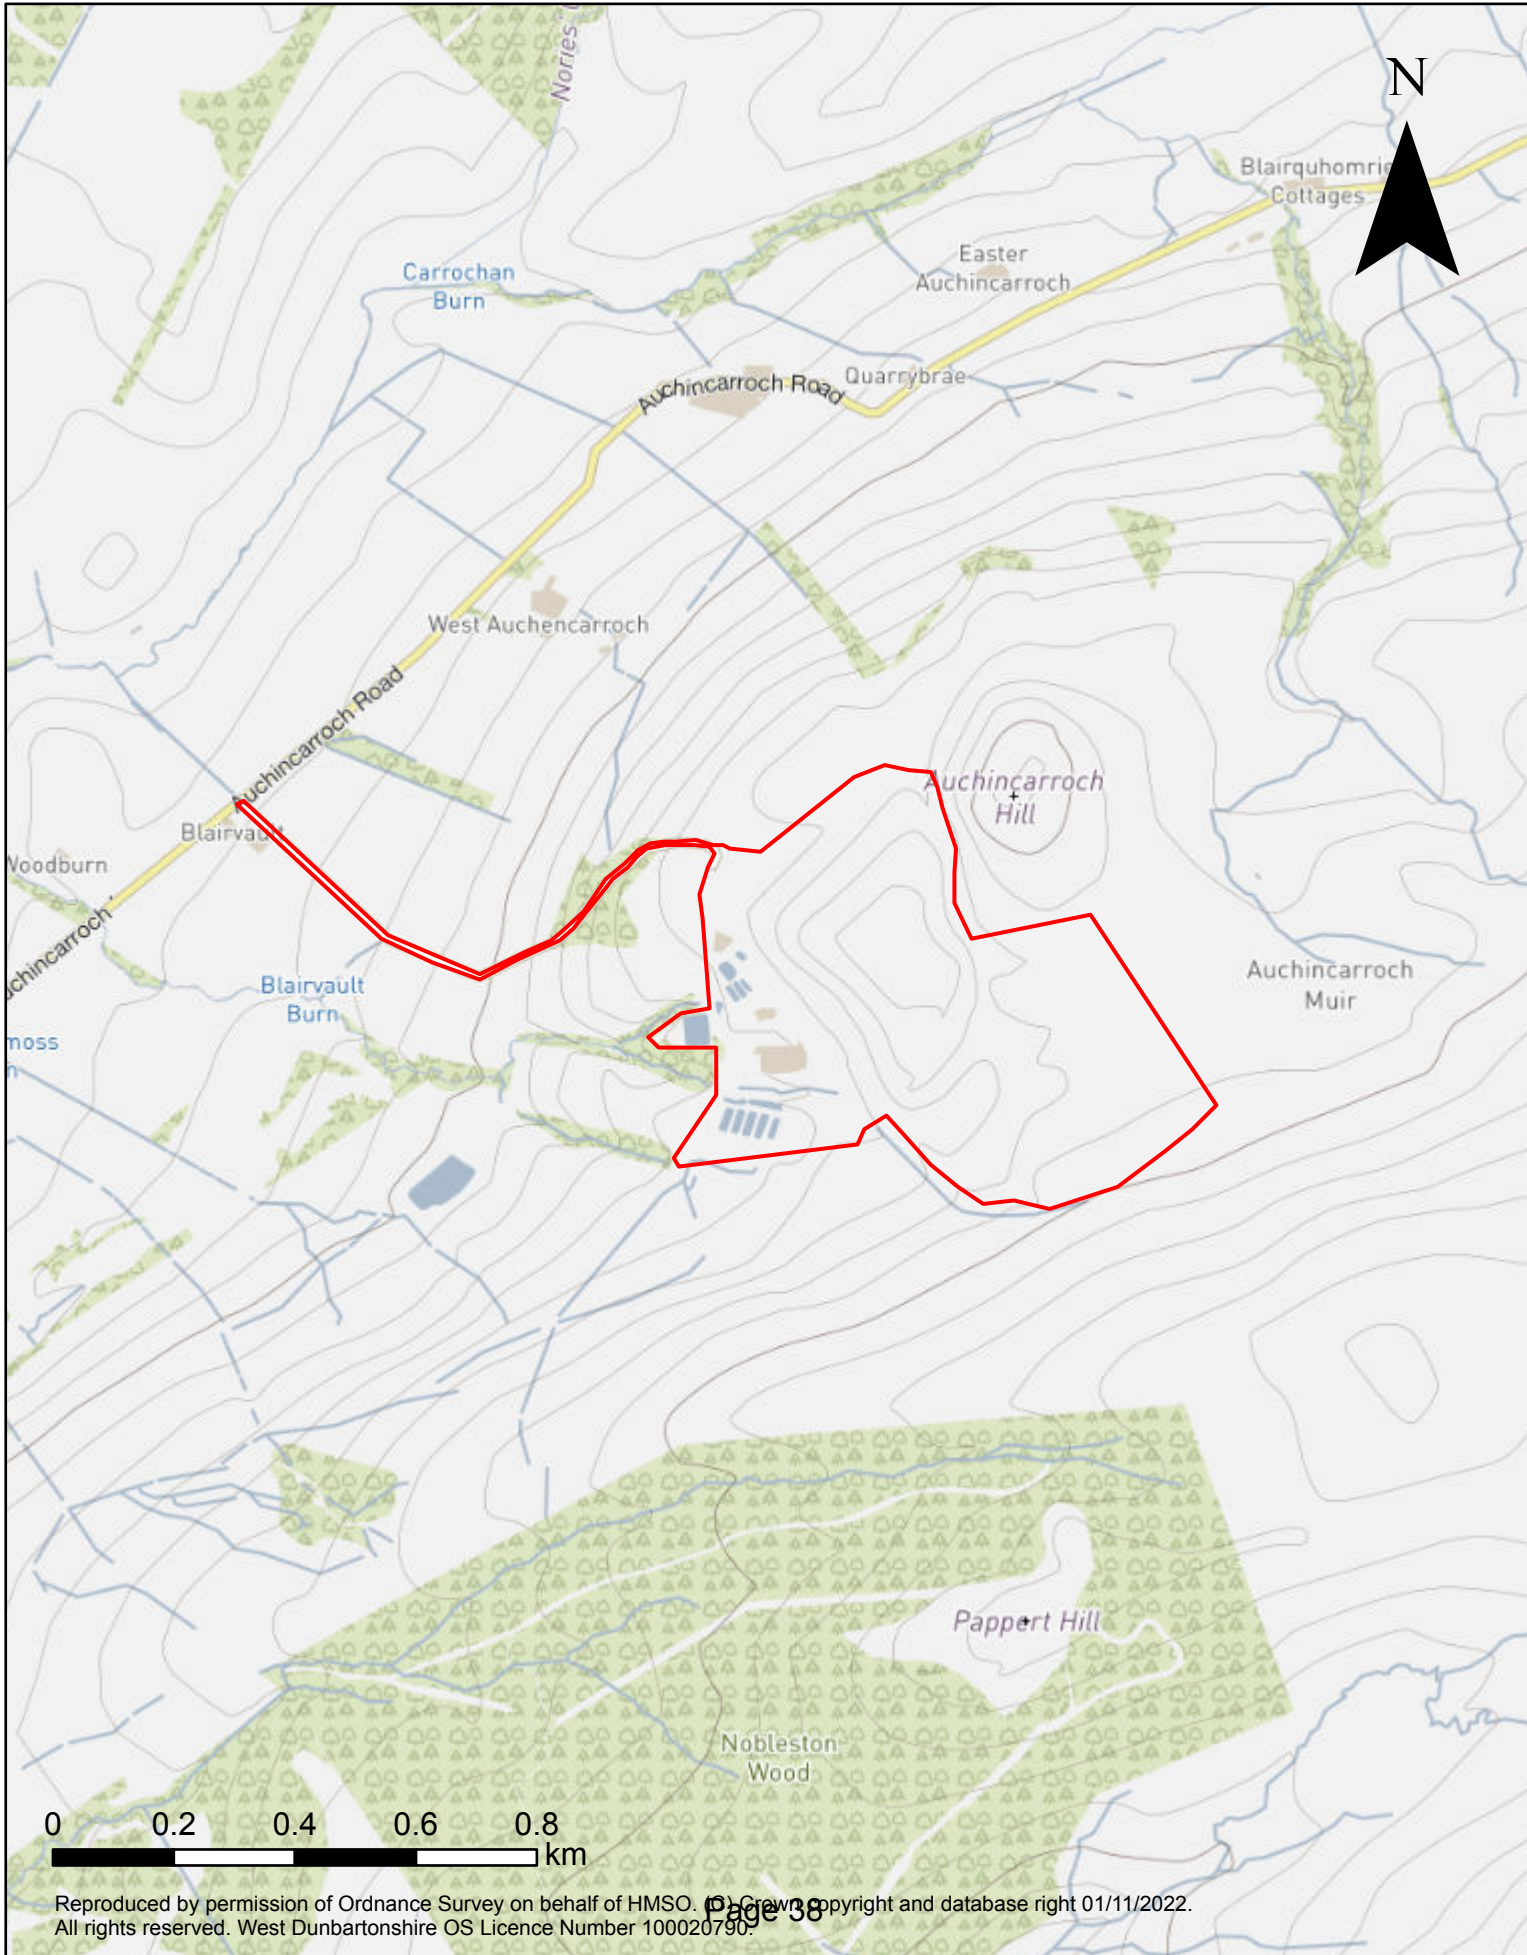 Nories
N
Blairquhomrie
Cottages
Easter
Auchincarroch
Carrochan
Burn
Quarrybrae
Auchincarroch Road
West Auchencarroch
Auchincarroch Road
Auchincarroch
Hill
Blairvault
Woodburn
Auchincarroch
Blairvault
Burn
Auchincarroch
Muir
moss
n
Pappert Hill
Nobleston
Wood
0 0.2 0.4 0.6 0.8
km
Reproduced by permission of Ordnance Survey on behalf of HMSO. (C) Crown copyright and database right 01/11/2022.
All rights reserved. West Dunbartonshire OS Licence Number 100020790.
Page 38